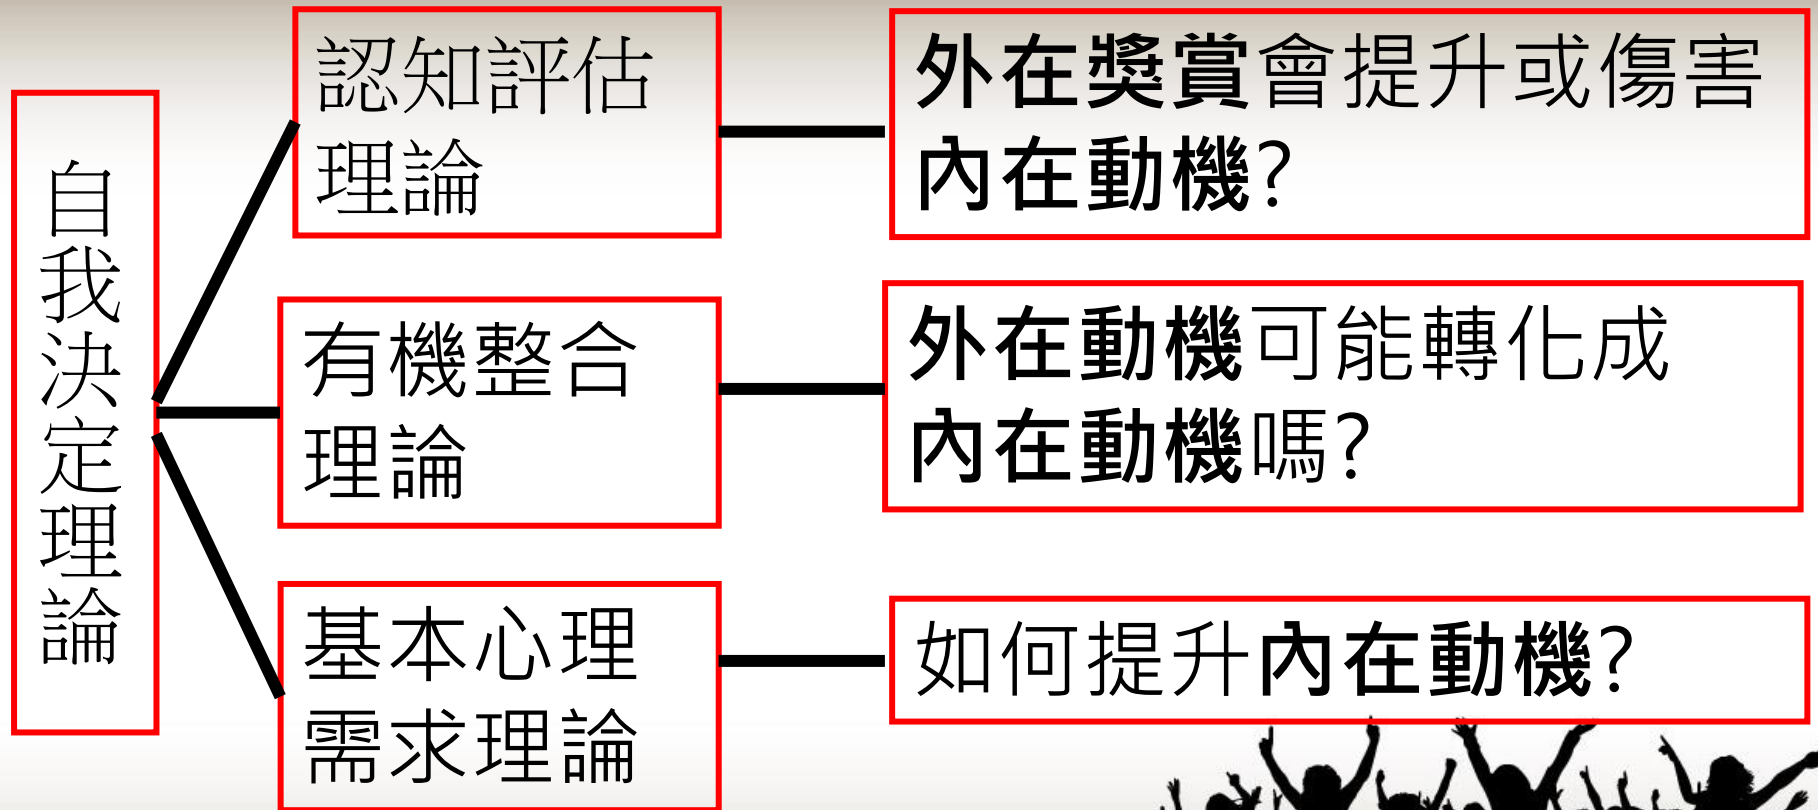 自我決定理論
認知評估
理論
外在獎賞會提升或傷害
內在動機?
有機整合
理論
外在動機可能轉化成
內在動機嗎?
基本心理
需求理論
如何提升內在動機?